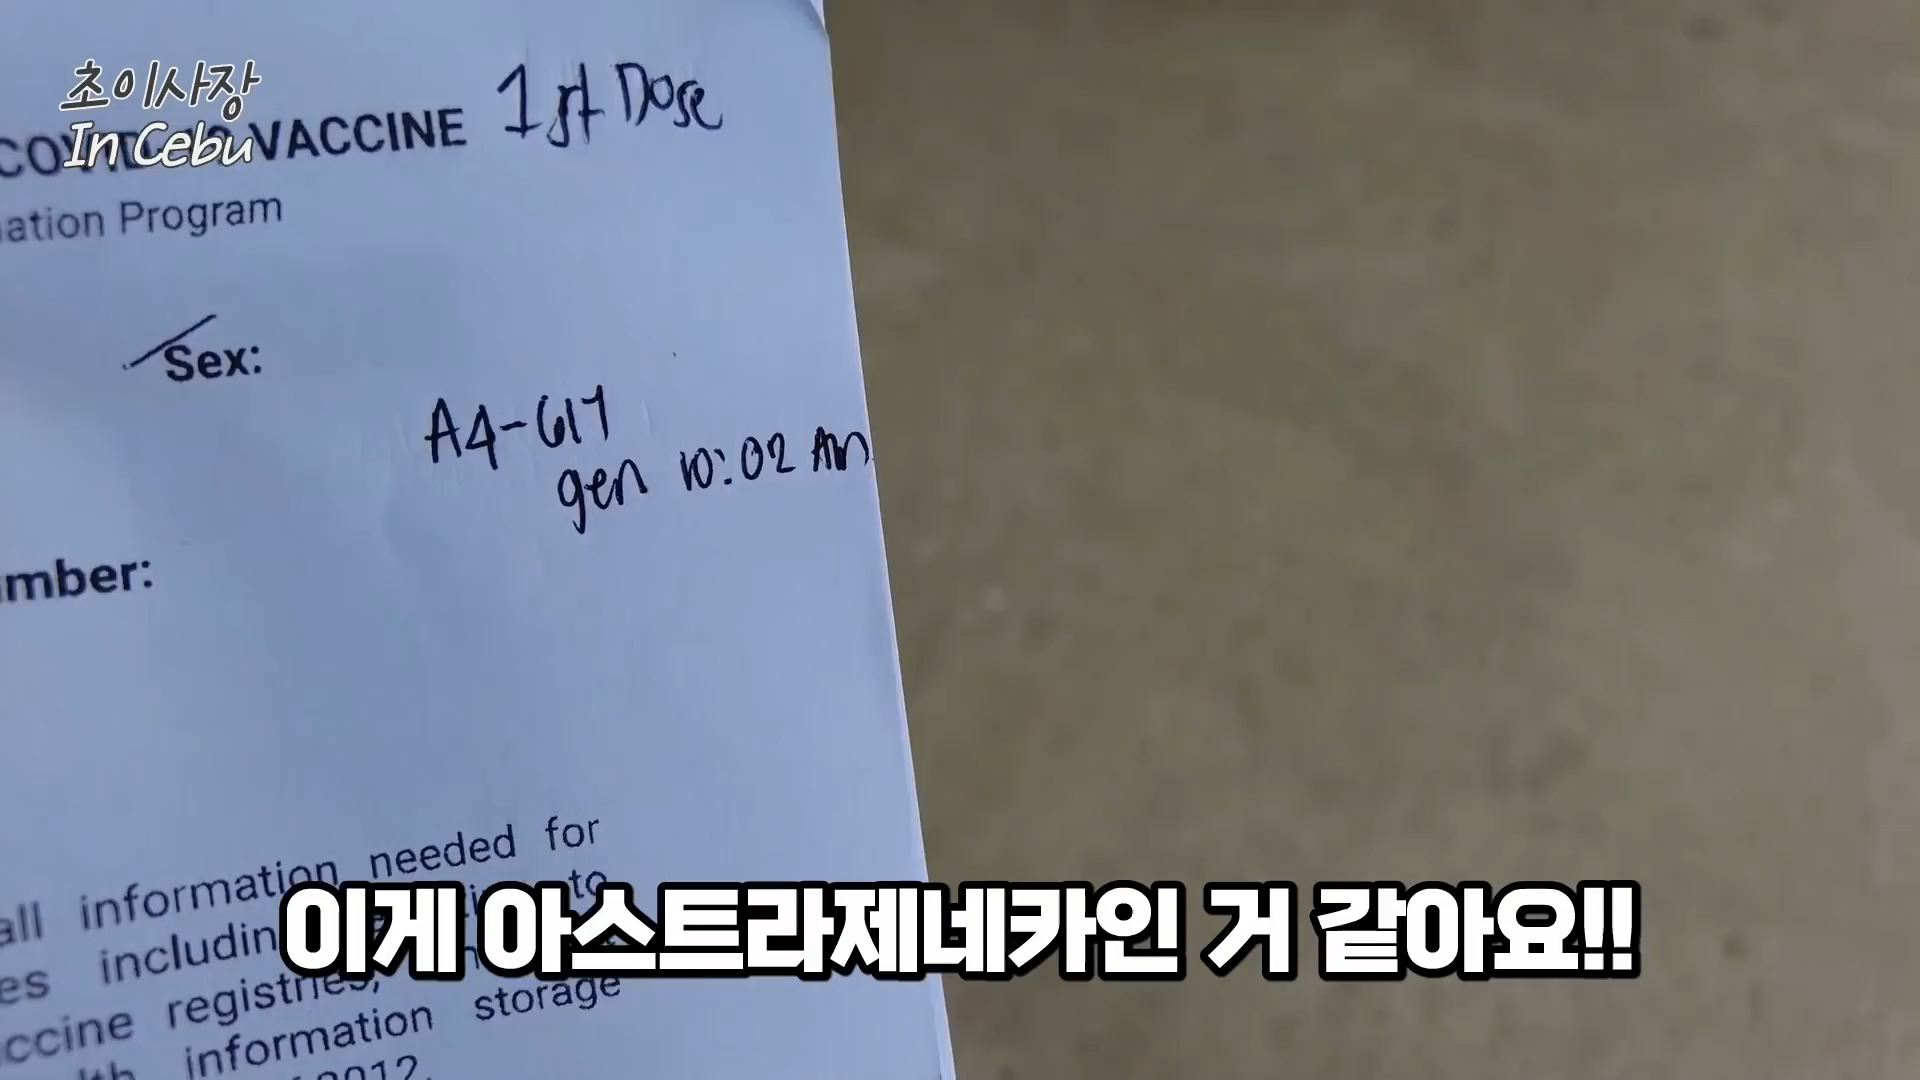 초이사장
In Cebu
VACCINE 1st Dose
ation Program
Sex:
A4-617
gen 10:02 AM
mber:
all information needed for
es including to
ccine registries,
information storage
2012.
이게 아스트라제네카인 거 같아요!!